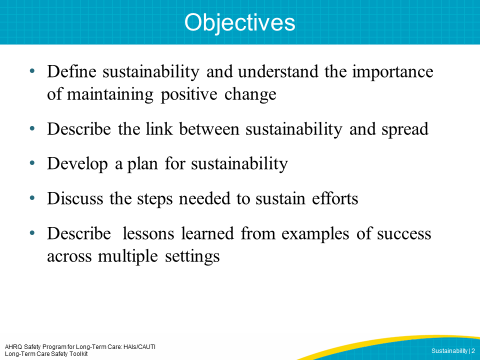 Objectives
• Define sustainability and understand the importance
of maintaining positive change
• Describe the link between sustainability and spread
• Develop a plan for sustainability
• Discuss the steps needed to sustain efforts
• Describe lessons learned from examples of success
across multiple settings
AHRQ Safety Program for Long-Term Care: HAIs/CAUTI
Long-Term Care Safety Toolkit
Sustainability | 2